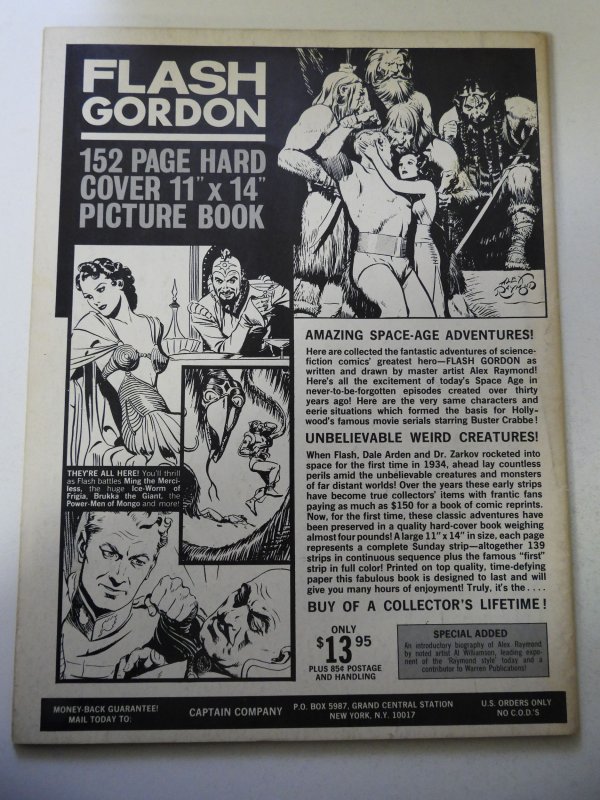 FLASH
GORDON
152 PAGE HARD
COVER 11" x 14"
PICTURE BOOK
THEY'RE ALL HERE! You'll thrill
as Flash battles Ming the Merci-
less, the huge Ice-Worm of
Frigia, Brukka the Giant, the
Power-Men of Mongo and more!
AMAZING SPACE-AGE ADVENTURES!
Here are collected the fantastic adventures of science-
fiction comics' greatest hero—FLASH GORDON as
written and drawn by master artist Alex Raymond!
Here's all the excitement of today's Space Age in
never-to-be-forgotten episodes created over thirty
years ago! Here are the very same characters and
eerie situations which formed the basis for Holly-
wood's famous movie serials starring Buster Crabbe!
UNBELIEVABLE WEIRD CREATURES!
When Flash, Dale Arden and Dr. Zarkov rocketed into
space for the first time in 1934, ahead lay countless
perils amid the unbelievable creatures and monsters
of far distant worlds! Over the years these early strips
have become true collectors' items with frantic fans
paying as much as $150 for a book of comic reprints.
Now, for the first time, these classic adventures have
been preserved in a quality hard-cover book weighing
almost four pounds! A large 11" x 14" in size, each page
represents a complete Sunday strip—altogether 139
strips in continuous sequence plus the famous "first"
strip in full color! Printed on top quality, time-defying
paper this fabulous book is designed to last and will
give you many hours of enjoyment! Truly, it's the . . . .
BUY OF A COLLECTOR'S LIFETIME!
ONLY
$13 95
PLUS 85¢ POSTAGE
AND HANDLING
SPECIAL ADDED
An introductory biography of Alex Raymond
by noted artist Al Williamson, leading expo-
nent of the 'Raymond style' today and a
contributor to Warren Publications!
MONEY-BACK GUARANTEE!
MAIL TODAY TO:
CAPTAIN COMPANY
P.O. BOX 5987, GRAND CENTRAL STATION
NEW YORK, N.Y. 10017
U.S. ORDERS ONLY
NO C.O.D.'S